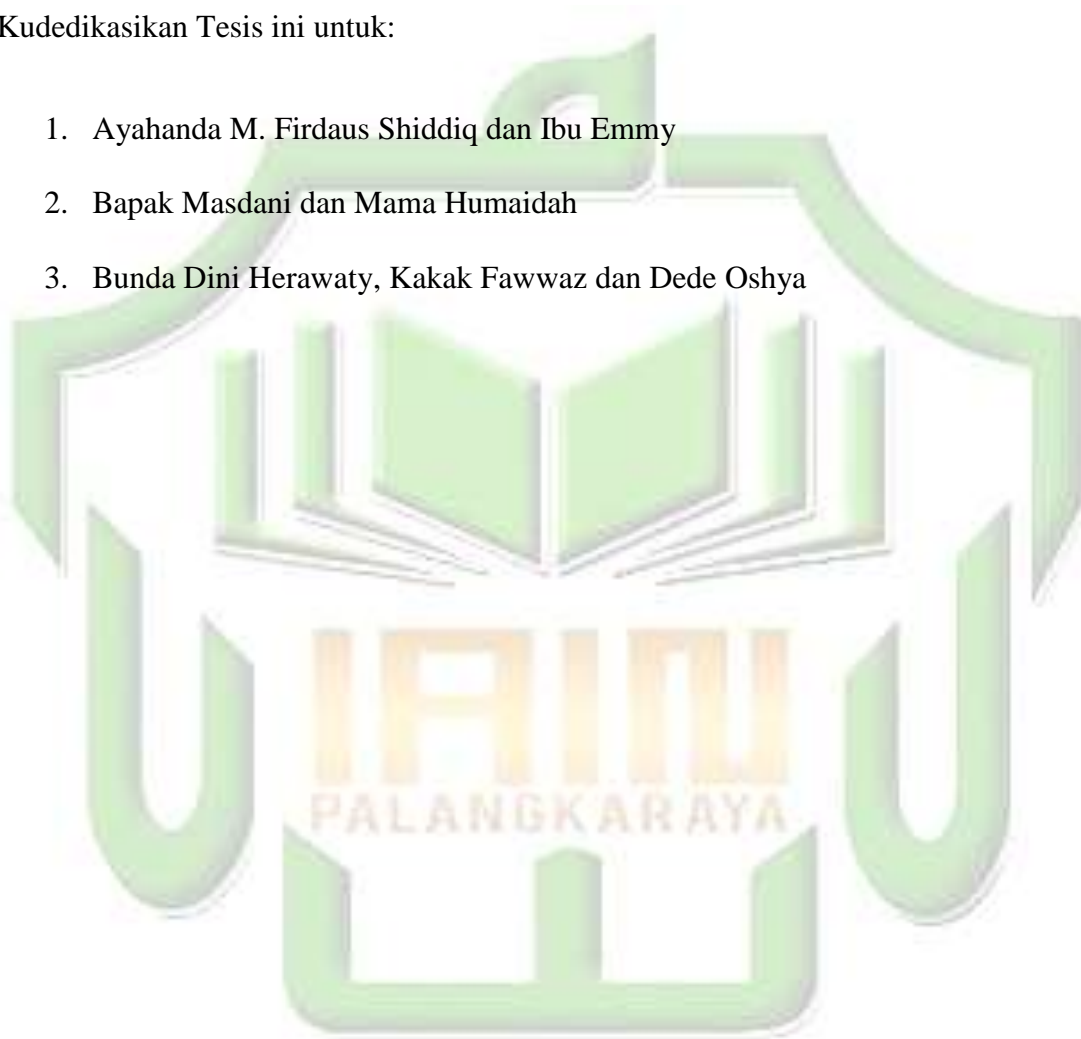 Kudedikasikan Tesis ini untuk:
1. Ayahanda M. Firdaus Shiddiq dan Ibu Emmy
2. Bapak Masdani dan Mama Humaidah
3. Bunda Dini Herawaty, Kakak Fawwaz dan Dede Oshya
IAIN
PALANGKARAYA